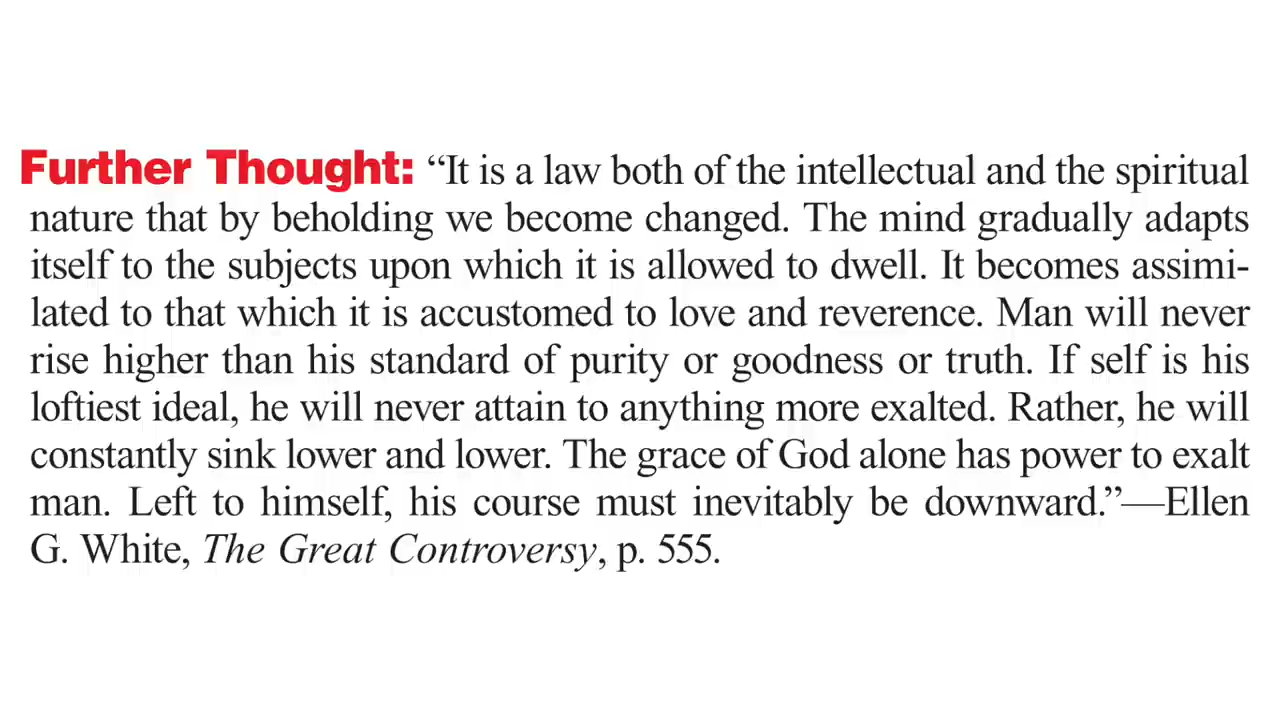 Further Thought: “It is a law both of the intellectual and the spiritual
nature that by beholding we become changed. The mind gradually adapts
itself to the subjects upon which it is allowed to dwell. It becomes assimi-
lated to that which it is accustomed to love and reverence. Man will never
rise higher than his standard of purity or goodness or truth. If self is his
loftiest ideal, he will never attain to anything more exalted. Rather, he will
constantly sink lower and lower. The grace of God alone has power to exalt
man. Left to himself, his course must inevitably be downward.”—Ellen
G. White, The Great Controversy, p. 555.